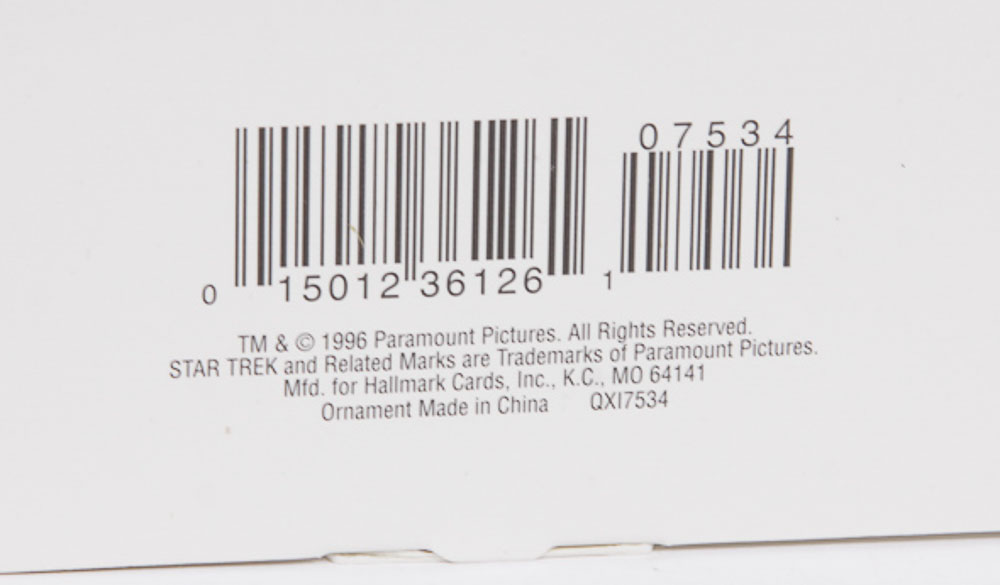 07534
0 15012 36126 1
TM & © 1996 Paramount Pictures. All Rights Reserved.
STAR TREK and Related Marks are Trademarks of Paramount Pictures.
Mfd. for Hallmark Cards, Inc., K.C., MO 64141
Ornament Made in China QXI7534